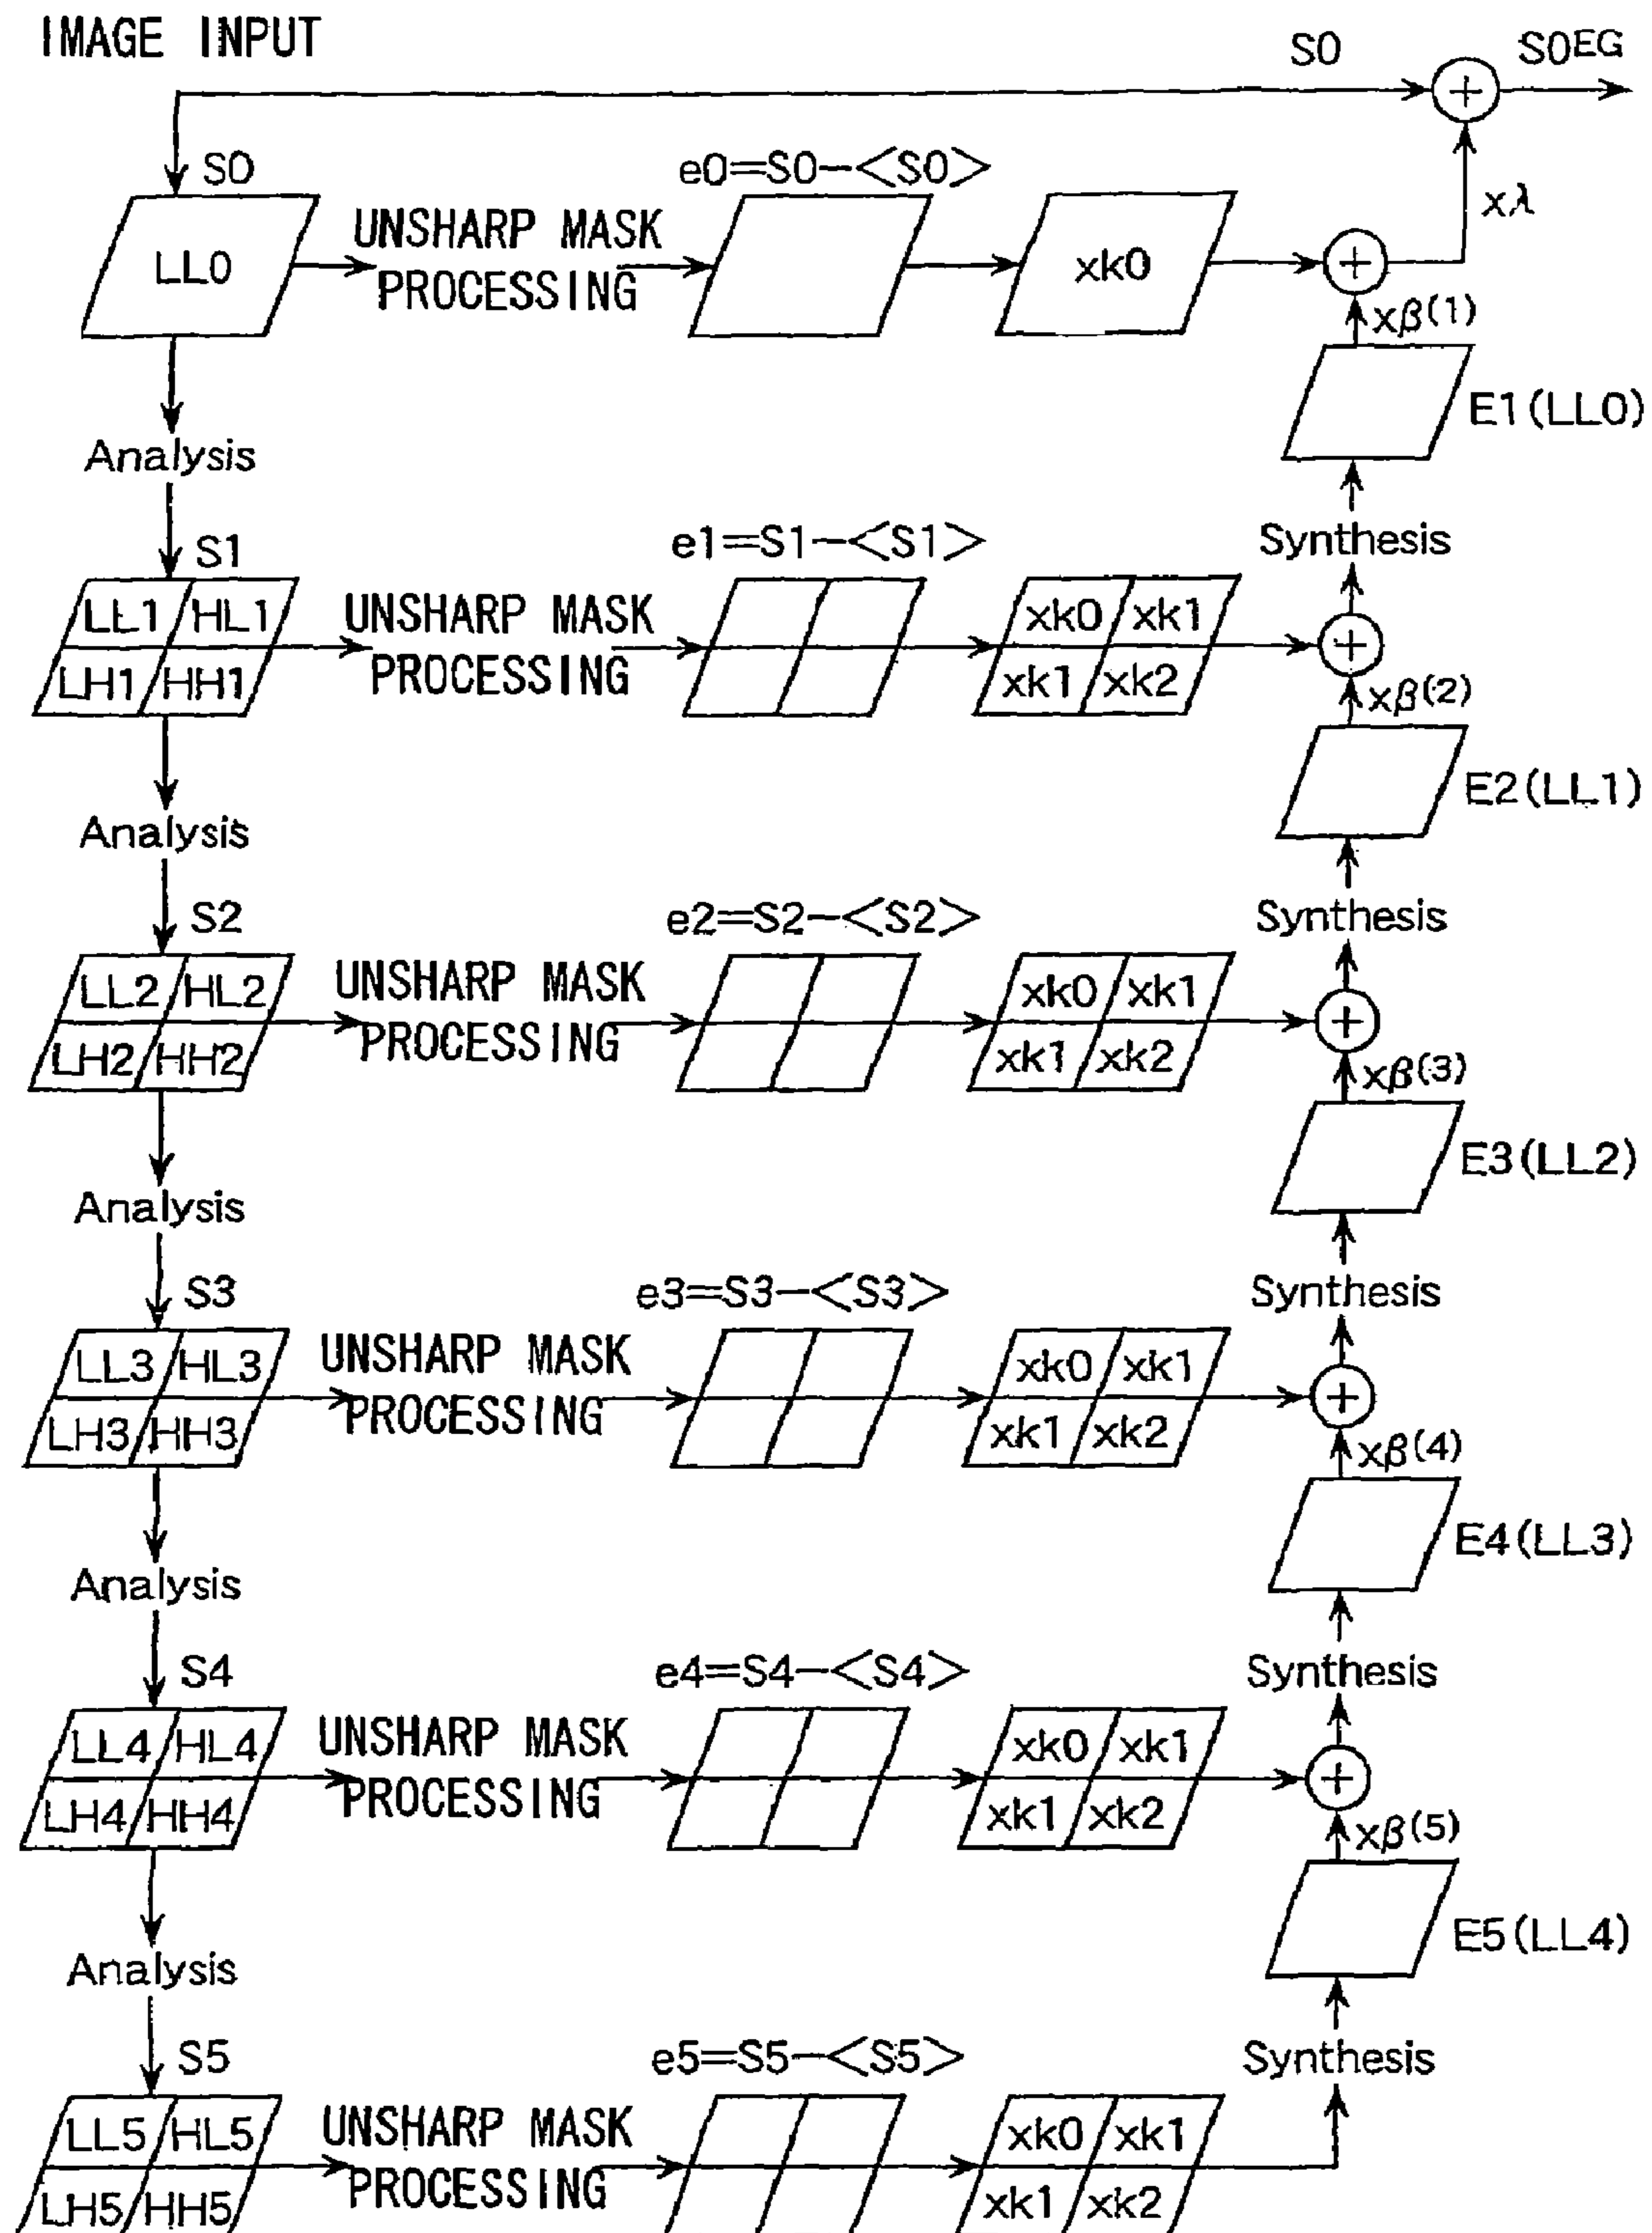 IMAGE INPUT
S0
S0EG
S0
e0=S0-<S0>
xλ
LL0
UNSHARP MASK
PROCESSING
xk0
xβ(1)
E1(LL0)
Analysis
Synthesis
S1
e1=S1-<S1>
LL1 HL1
LH1 HH1
UNSHARP MASK
PROCESSING
xk0 xk1
xk1 xk2
xβ(2)
E2(LL1)
Analysis
Synthesis
S2
e2=S2-<S2>
LL2 HL2
LH2 HH2
UNSHARP MASK
PROCESSING
xk0 xk1
xk1 xk2
xβ(3)
E3(LL2)
Analysis
Synthesis
S3
e3=S3-<S3>
LL3 HL3
LH3 HH3
UNSHARP MASK
PROCESSING
xk0 xk1
xk1 xk2
xβ(4)
E4(LL3)
Analysis
Synthesis
S4
e4=S4-<S4>
LL4 HL4
LH4 HH4
UNSHARP MASK
PROCESSING
xk0 xk1
xk1 xk2
xβ(5)
E5(LL4)
Analysis
Synthesis
S5
e5=S5-<S5>
LL5 HL5
LH5 HH5
UNSHARP MASK
PROCESSING
xk0 xk1
xk1 xk2